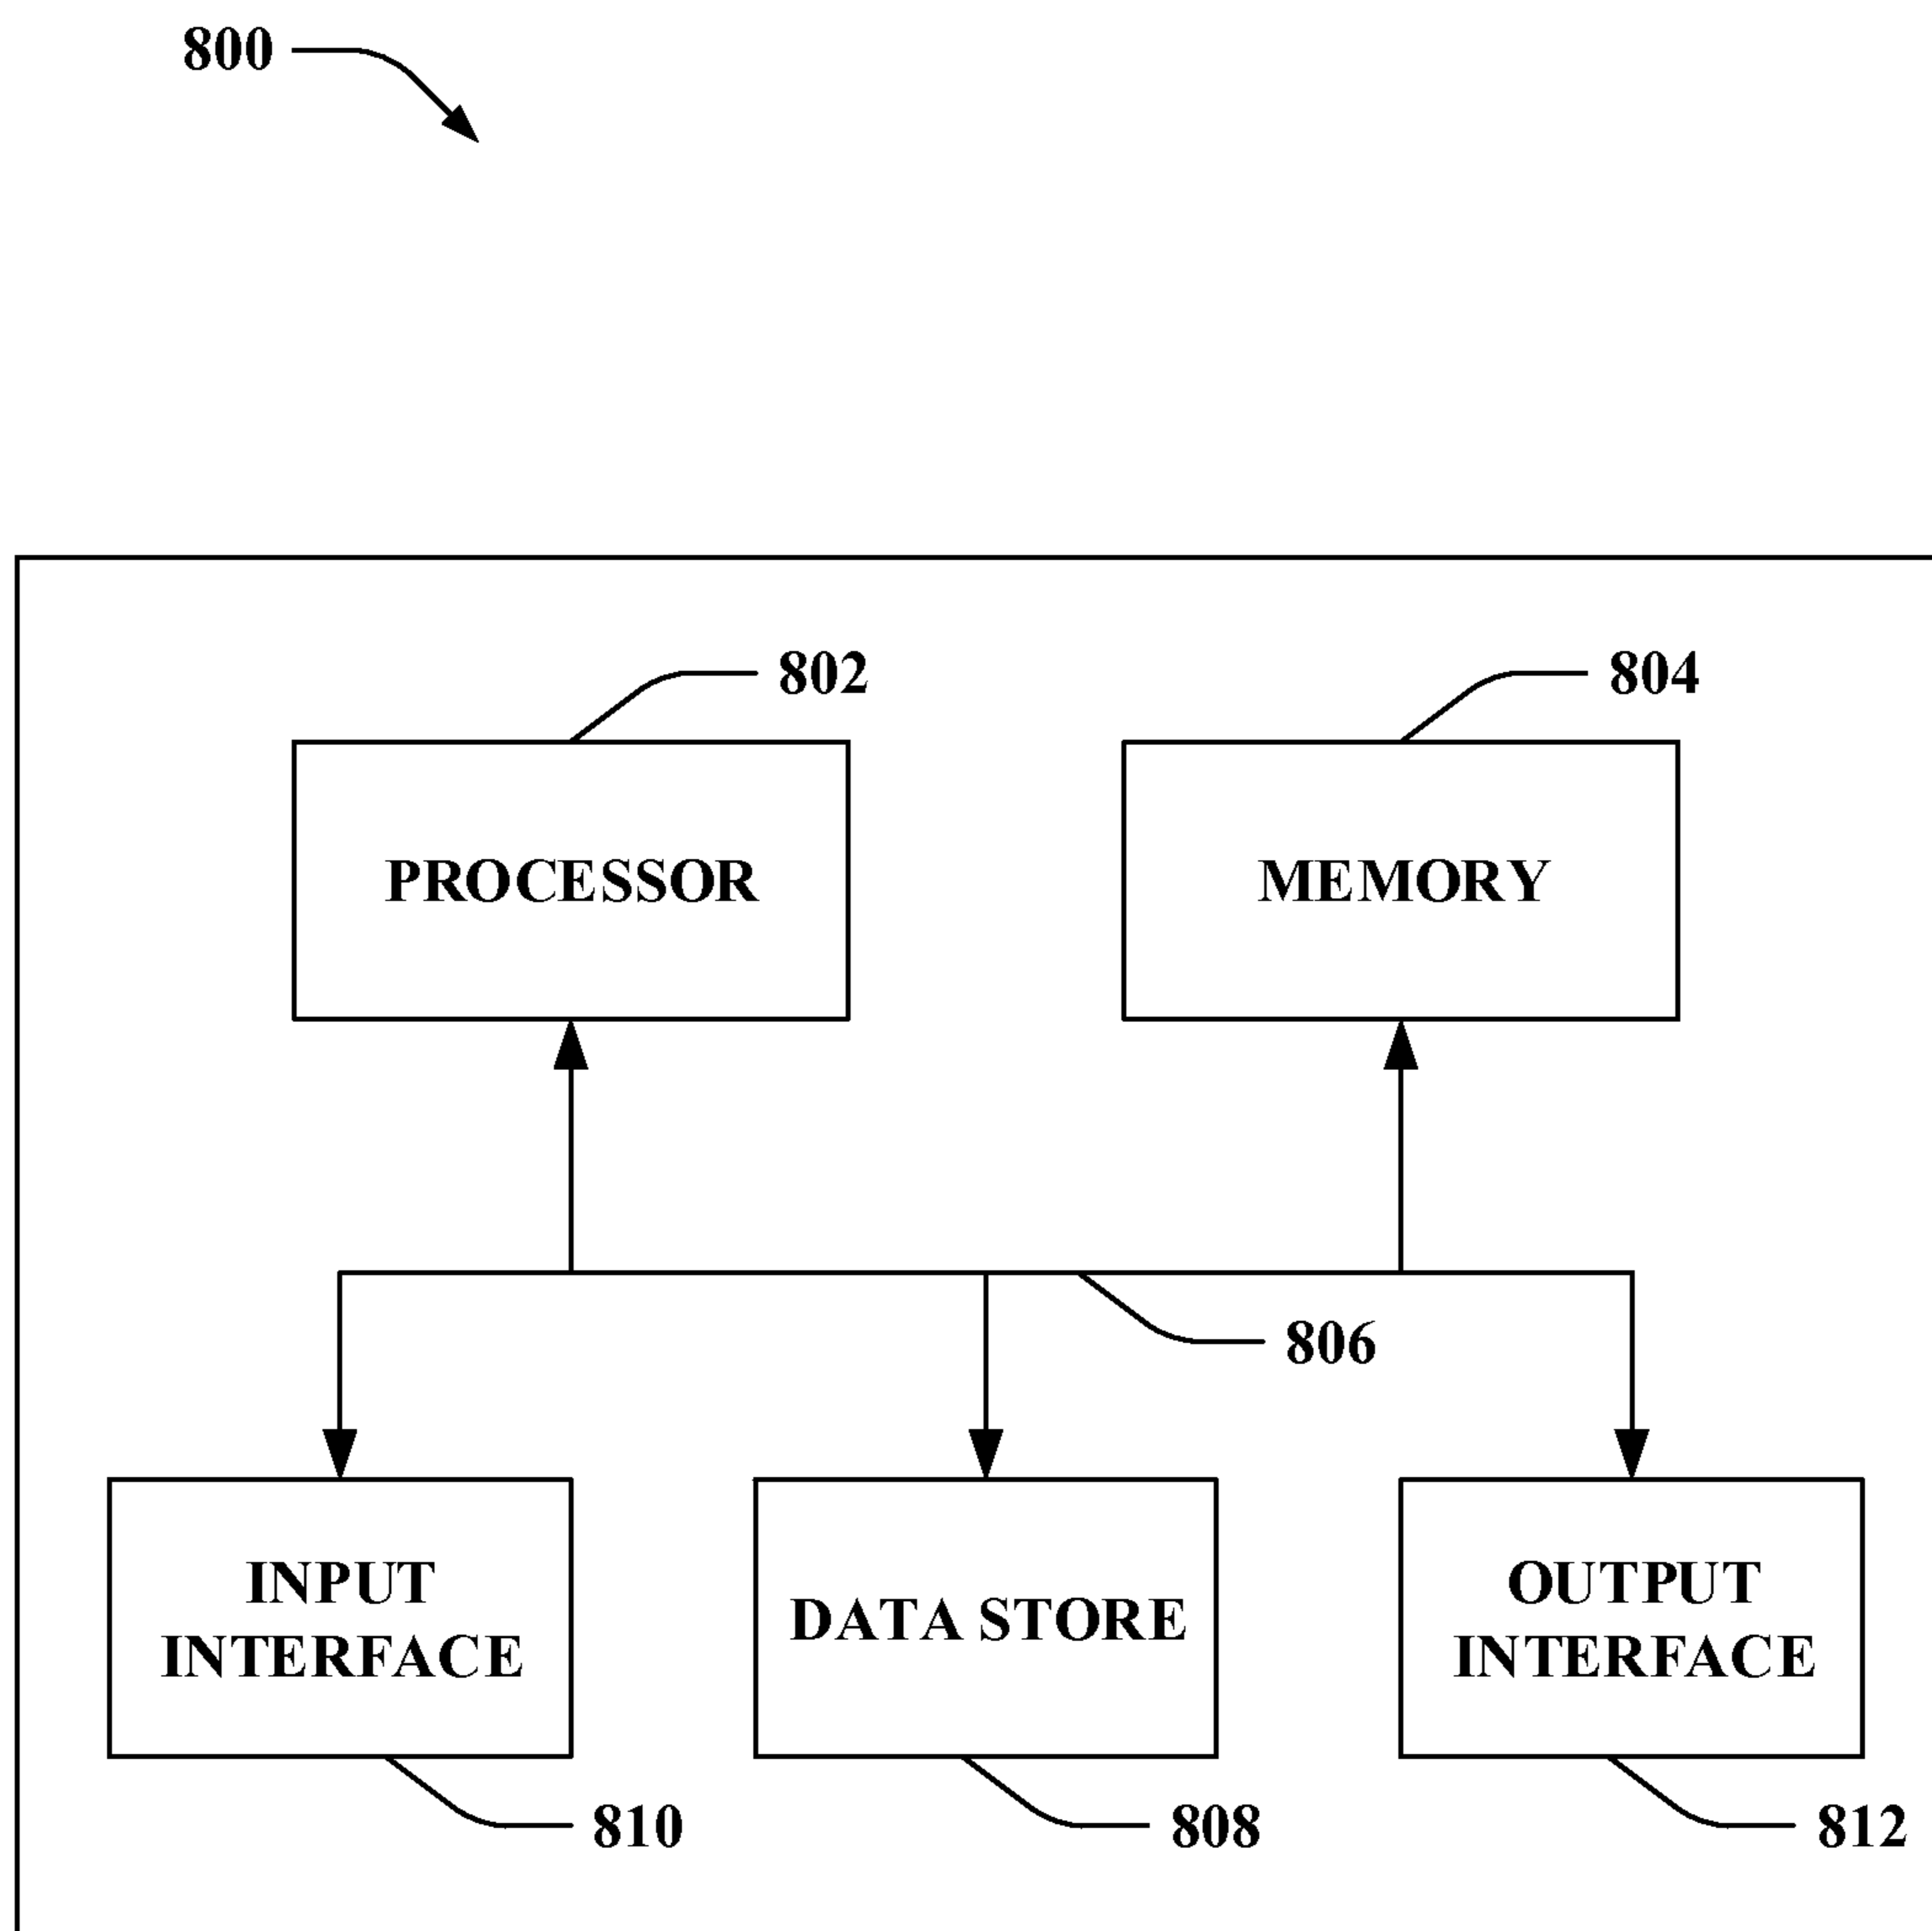 800
802
804
PROCESSOR
MEMORY
806
INPUT
INTERFACE
DATA STORE
OUTPUT
INTERFACE
810
808
812